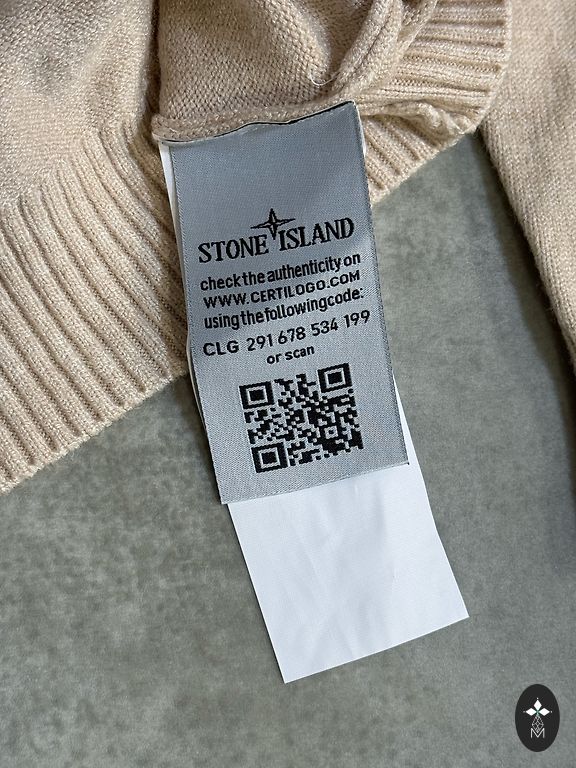 STONE ISLAND
check the authenticity on
WWW.CERTILOGO.COM
using the following code:
CLG 291 678 534 199
or scan
M